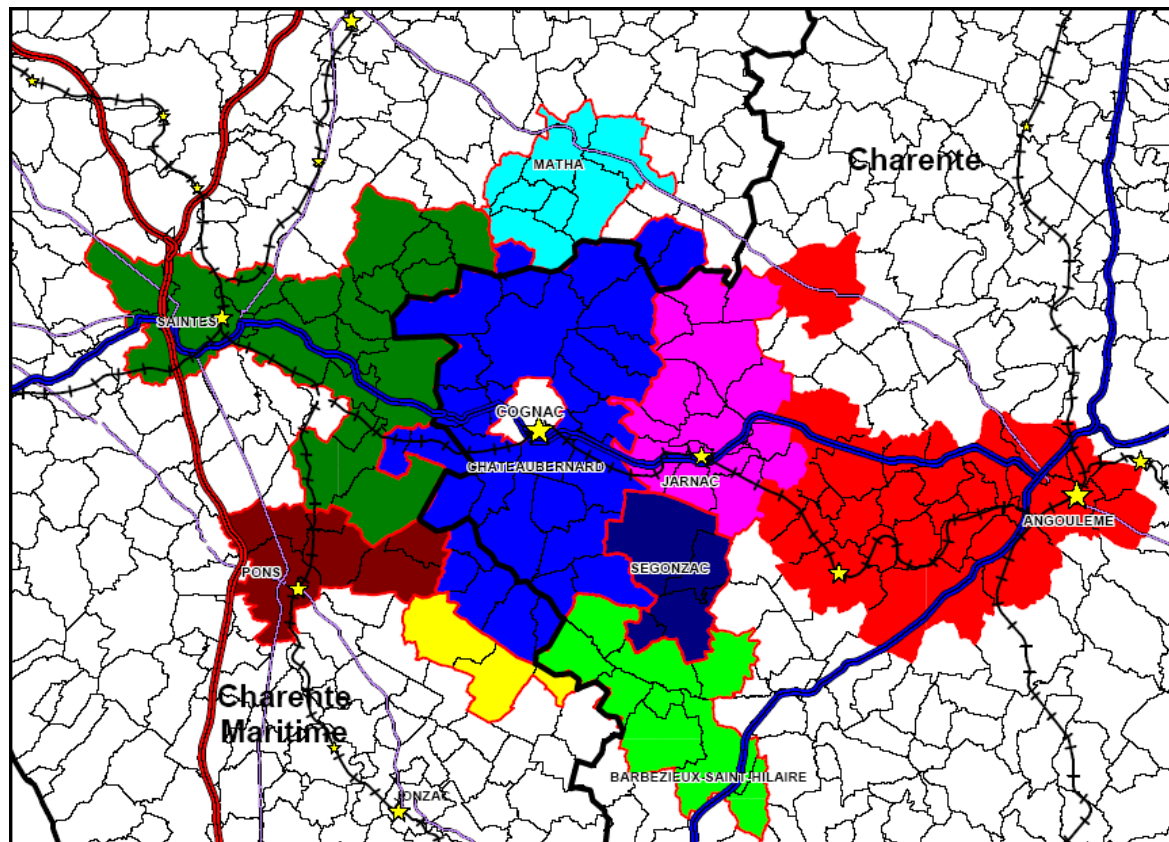 MATHA
Charente
SAINTES
COGNAC
CHATEAUBERNARD
JARNAC
ANGOULEME
SEGONZAC
PONS
Charente
Maritime
BARBEZIEUX-SAINT-HILAIRE
JONZAC